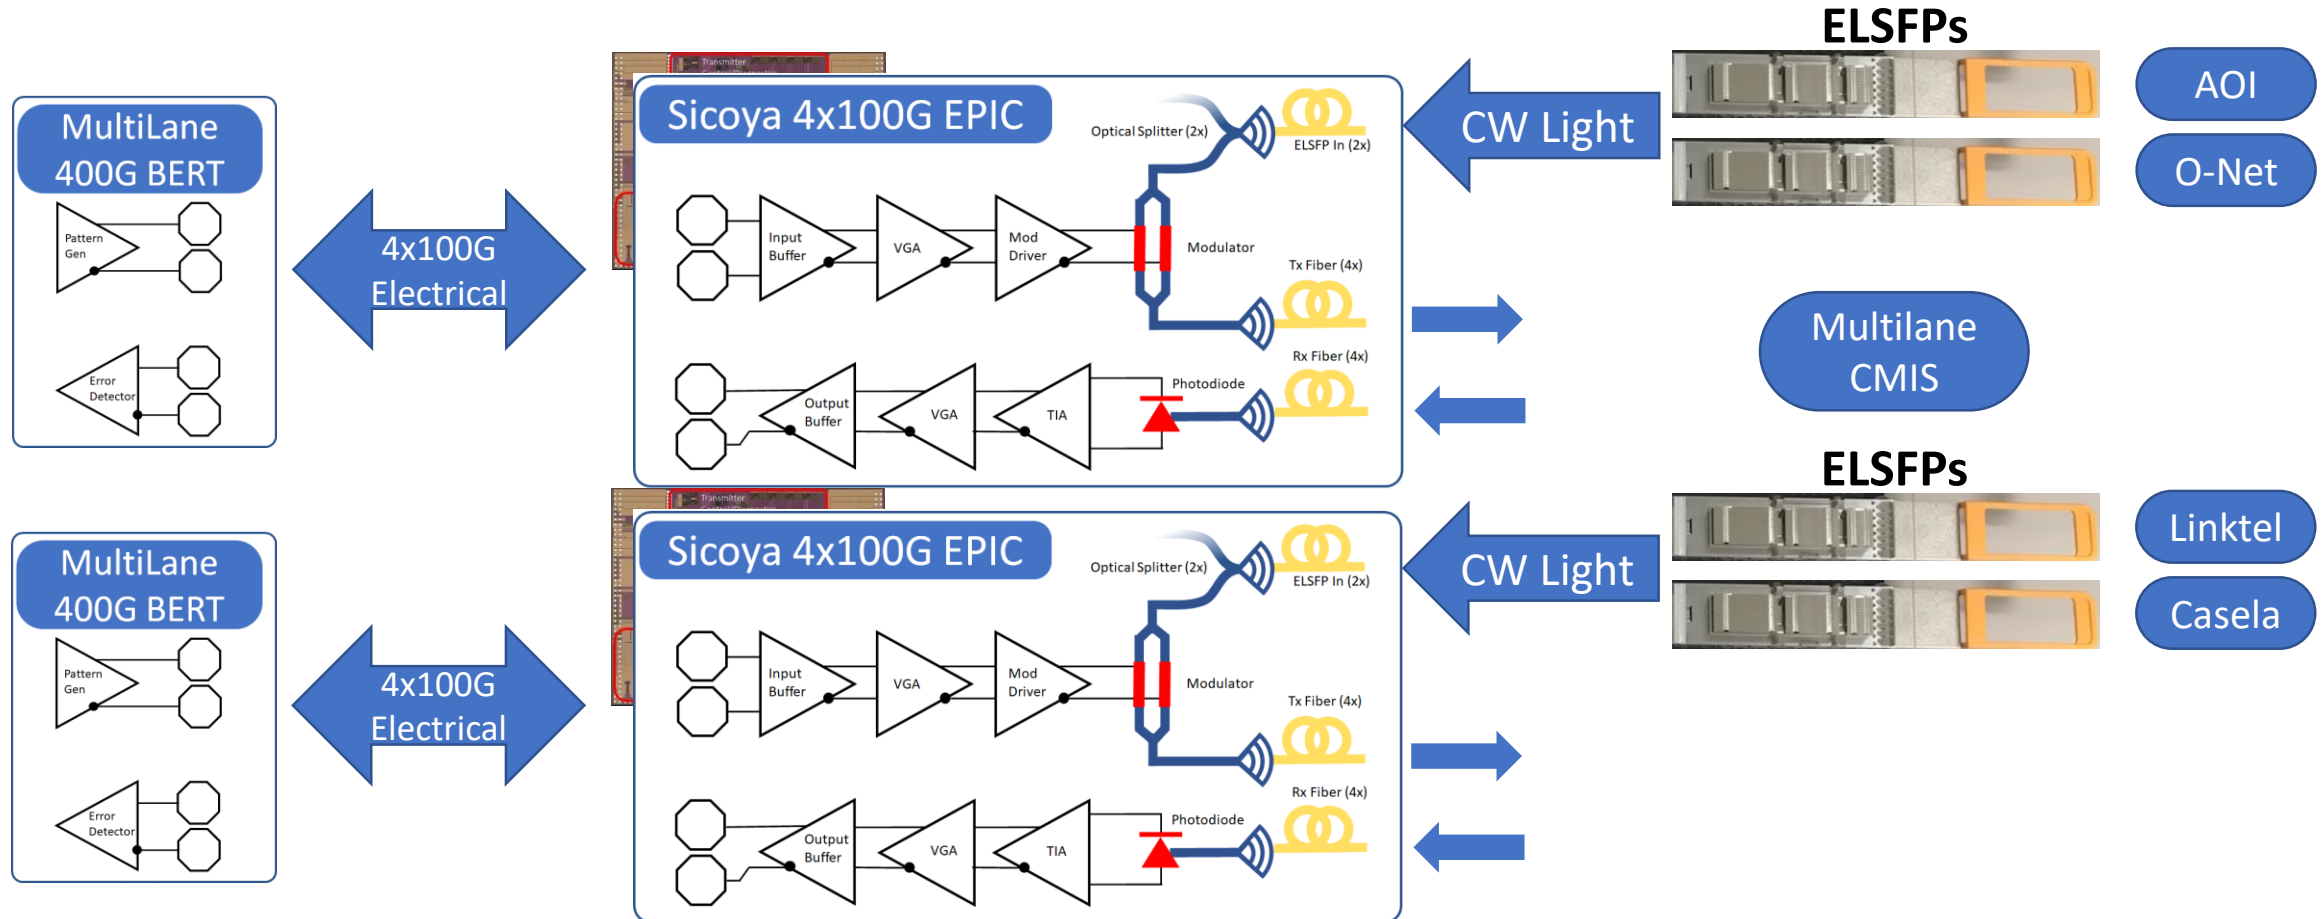 ELSFPs
AOI
O-Net
CW Light
MultiLane
400G BERT
Pattern
Gen
Error
Detector
4x100G
Electrical
Transmitter
Sicoya 4x100G EPIC
Optical Splitter (2x)
ELSFP In (2x)
Input
Buffer
VGA
Mod
Driver
Modulator
Tx Fiber (4x)
Rx Fiber (4x)
Photodiode
Output
Buffer
VGA
TIA
Multilane
CMIS
ELSFPs
Linktel
Casela
CW Light
MultiLane
400G BERT
Pattern
Gen
Error
Detector
4x100G
Electrical
Transmitter
Sicoya 4x100G EPIC
Optical Splitter (2x)
ELSFP In (2x)
Input
Buffer
VGA
Mod
Driver
Modulator
Tx Fiber (4x)
Rx Fiber (4x)
Photodiode
Output
Buffer
VGA
TIA